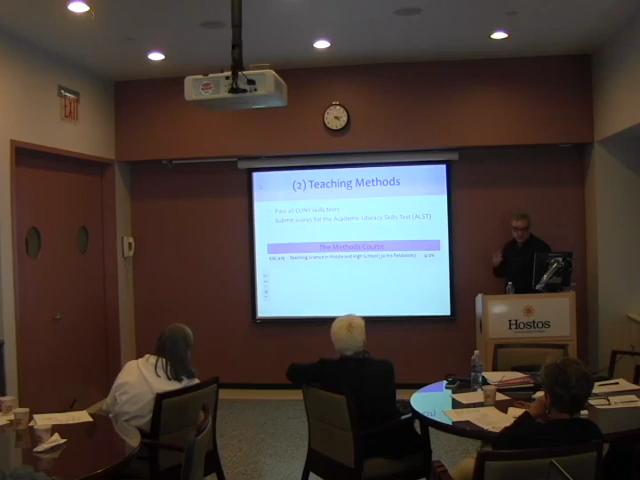 EXIT
(2) Teaching Methods
Pass all CUNY skills tests
Submit scores for the Academic Literacy Skills Test (ALST)
The Methods Course
Teaching Science in Middle and High School
Hostos